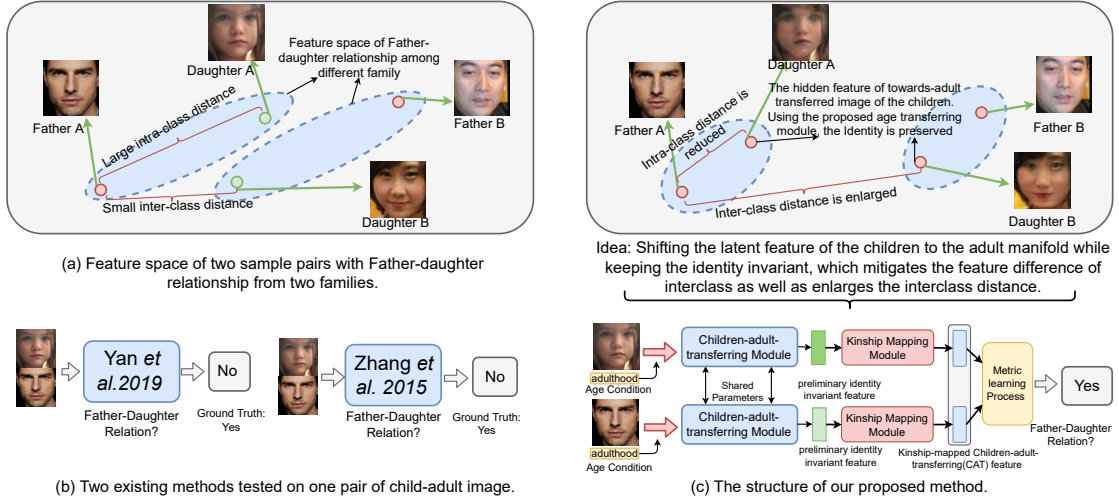 Daughter A
Feature space of Father-
daughter relationship among
different family
Father A
Large intra-class distance
Father B
Small inter-class distance
Daughter B
(a) Feature space of two sample pairs with Father-daughter
relationship from two families.
Daughter A
The hidden feature of towards-adult
transferred image of the children.
Using the proposed age transferring
module, the Identity is preserved
Father A
Intra-class distance is
reduced
Father B
Inter-class distance is enlarged
Daughter B
Idea: Shifting the latent feature of the children to the adult manifold while
keeping the identity invariant, which mitigates the feature difference of
interclass as well as enlarges the interclass distance.
Yan et
al.2019
No
Father-Daughter
Relation?
Ground Truth:
Yes
Zhang et
al. 2015
No
Father-Daughter
Relation?
Ground Truth:
Yes
(b) Two existing methods tested on one pair of child-adult image.
adulthood
Age Condition
Children-adult-
transferring Module
Kinship Mapping
Module
Shared
Parameters
preliminary identity
invariant feature
Metric
learning
Process
Yes
Father-Daughter
Relation?
adulthood
Age Condition
Children-adult-
transferring Module
Kinship Mapping
Module
preliminary identity
invariant feature
Kinship-mapped Children-adult-
transferring(CAT) feature
(c) The structure of our proposed method.